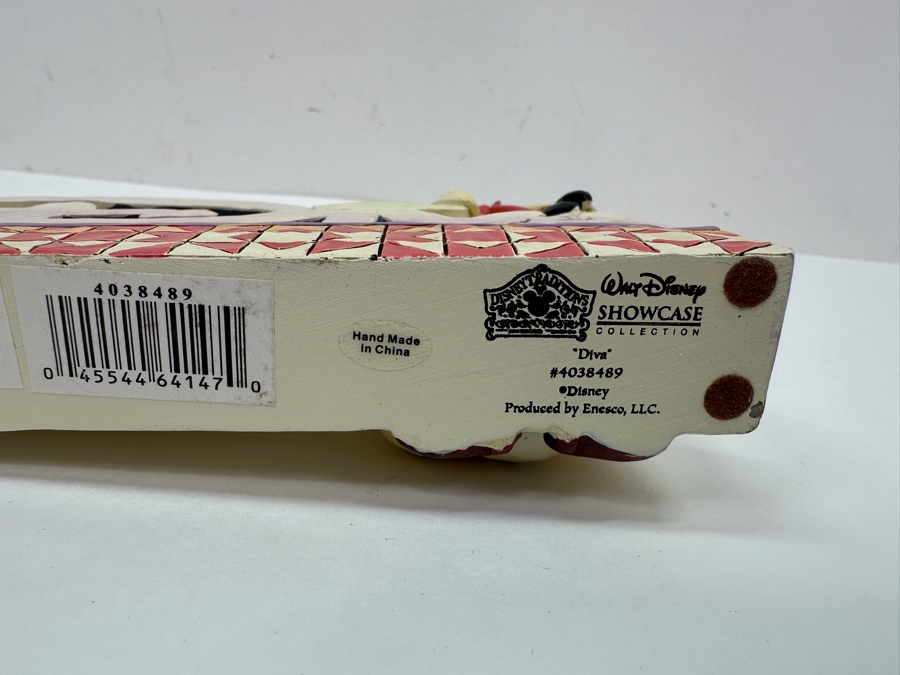 4038489
0 45544 64147 0
Hand Made
in China
DISNEY TRADITIONS
Walt Disney
SHOWCASE
COLLECTION
"Diva"
#4038489
©Disney
Produced by Enesco, LLC.